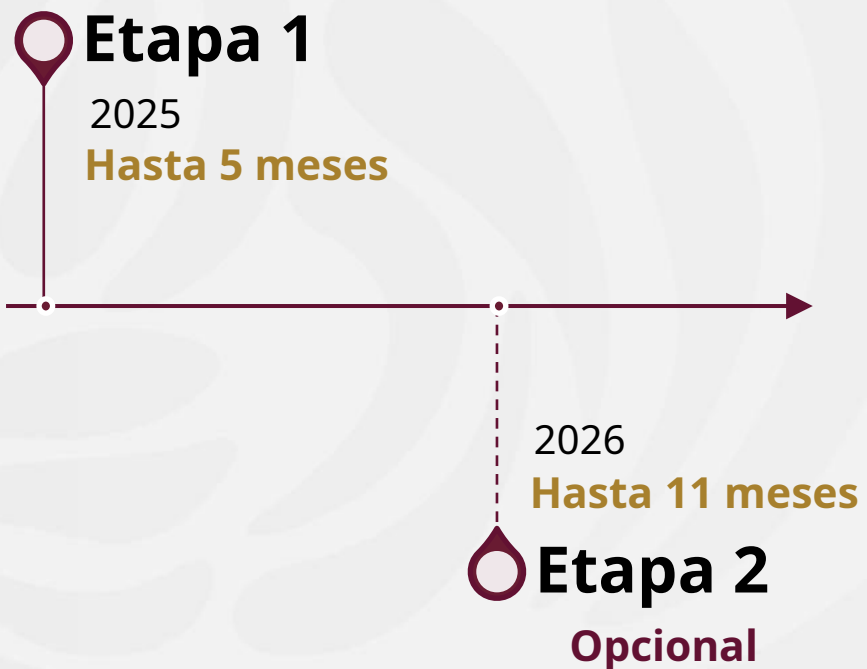 Etapa 1
2025
Hasta 5 meses
2026
Hasta 11 meses
Etapa 2
Opcional